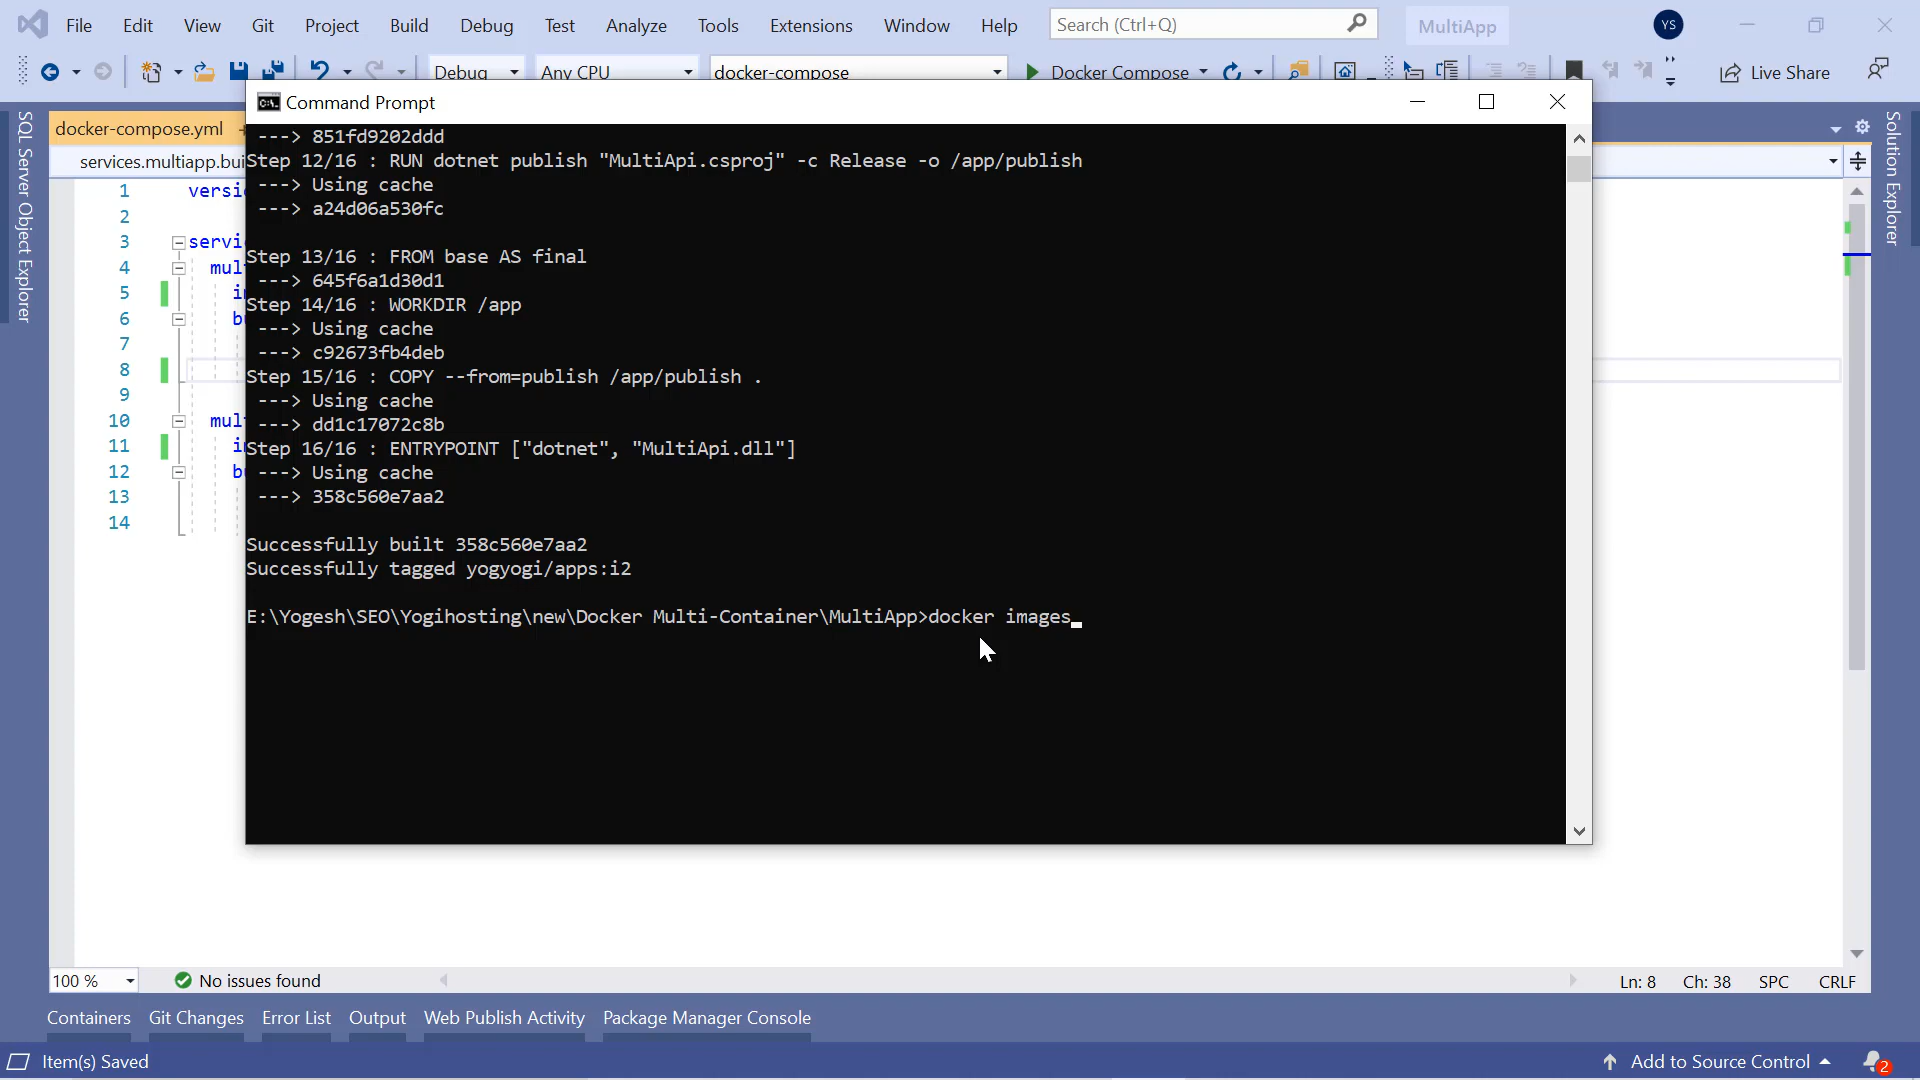 File Edit View Git Project Build Debug Test Analyze Tools Extensions Window Help Search (Ctrl+Q) MultiApp YS
Debug Any CPU docker-compose Docker Compose Live Share
Command Prompt
docker-compose.yml
services.multiapp.bui
SQL Server Object Explorer
Solution Explorer
1 versi
2
3 servi
4 mul
5 i
6 bu
7
8
9
10 mul
11 i
12 b
13
14
---> 851fd9202ddd
Step 12/16 : RUN dotnet publish "MultiApi.csproj" -c Release -o /app/publish
---> Using cache
---> a24d06a530fc
Step 13/16 : FROM base AS final
---> 645f6a1d30d1
Step 14/16 : WORKDIR /app
---> Using cache
---> c92673fb4deb
Step 15/16 : COPY --from=publish /app/publish .
---> Using cache
---> dd1c17072c8b
Step 16/16 : ENTRYPOINT ["dotnet", "MultiApi.dll"]
---> Using cache
---> 358c560e7aa2
Successfully built 358c560e7aa2
Successfully tagged yogyogi/apps:i2
E:\Yogesh\SEO\Yogihosting\new\Docker Multi-Container\MultiApp>docker images_
100 % No issues found Ln: 8 Ch: 38 SPC CRLF
Containers Git Changes Error List Output Web Publish Activity Package Manager Console
Item(s) Saved Add to Source Control 2